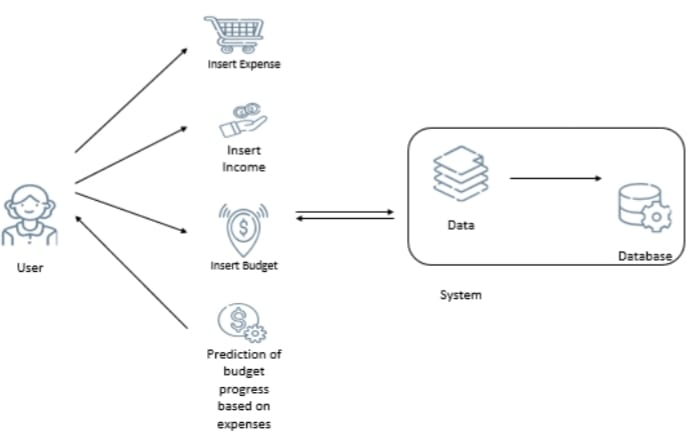 Insert Expense
Insert
Income
User
Insert Budget
Prediction of
budget
progress
based on
expenses
Data
Database
System